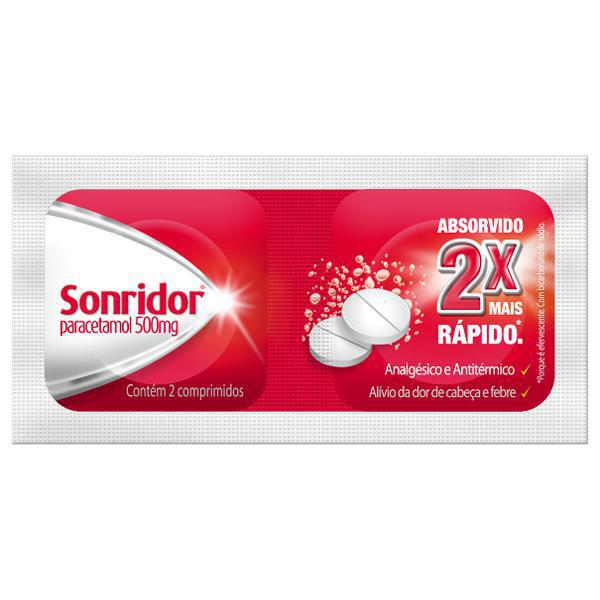 Sonridor®
paracetamol 500mg
Contém 2 comprimidos
ABSORVIDO
2X
MAIS
RÁPIDO.*
Analgésico e Antitérmico ✓
Alívio da dor de cabeça e febre ✓
*Porque é efervescente. Com bicarbonato de sódio.